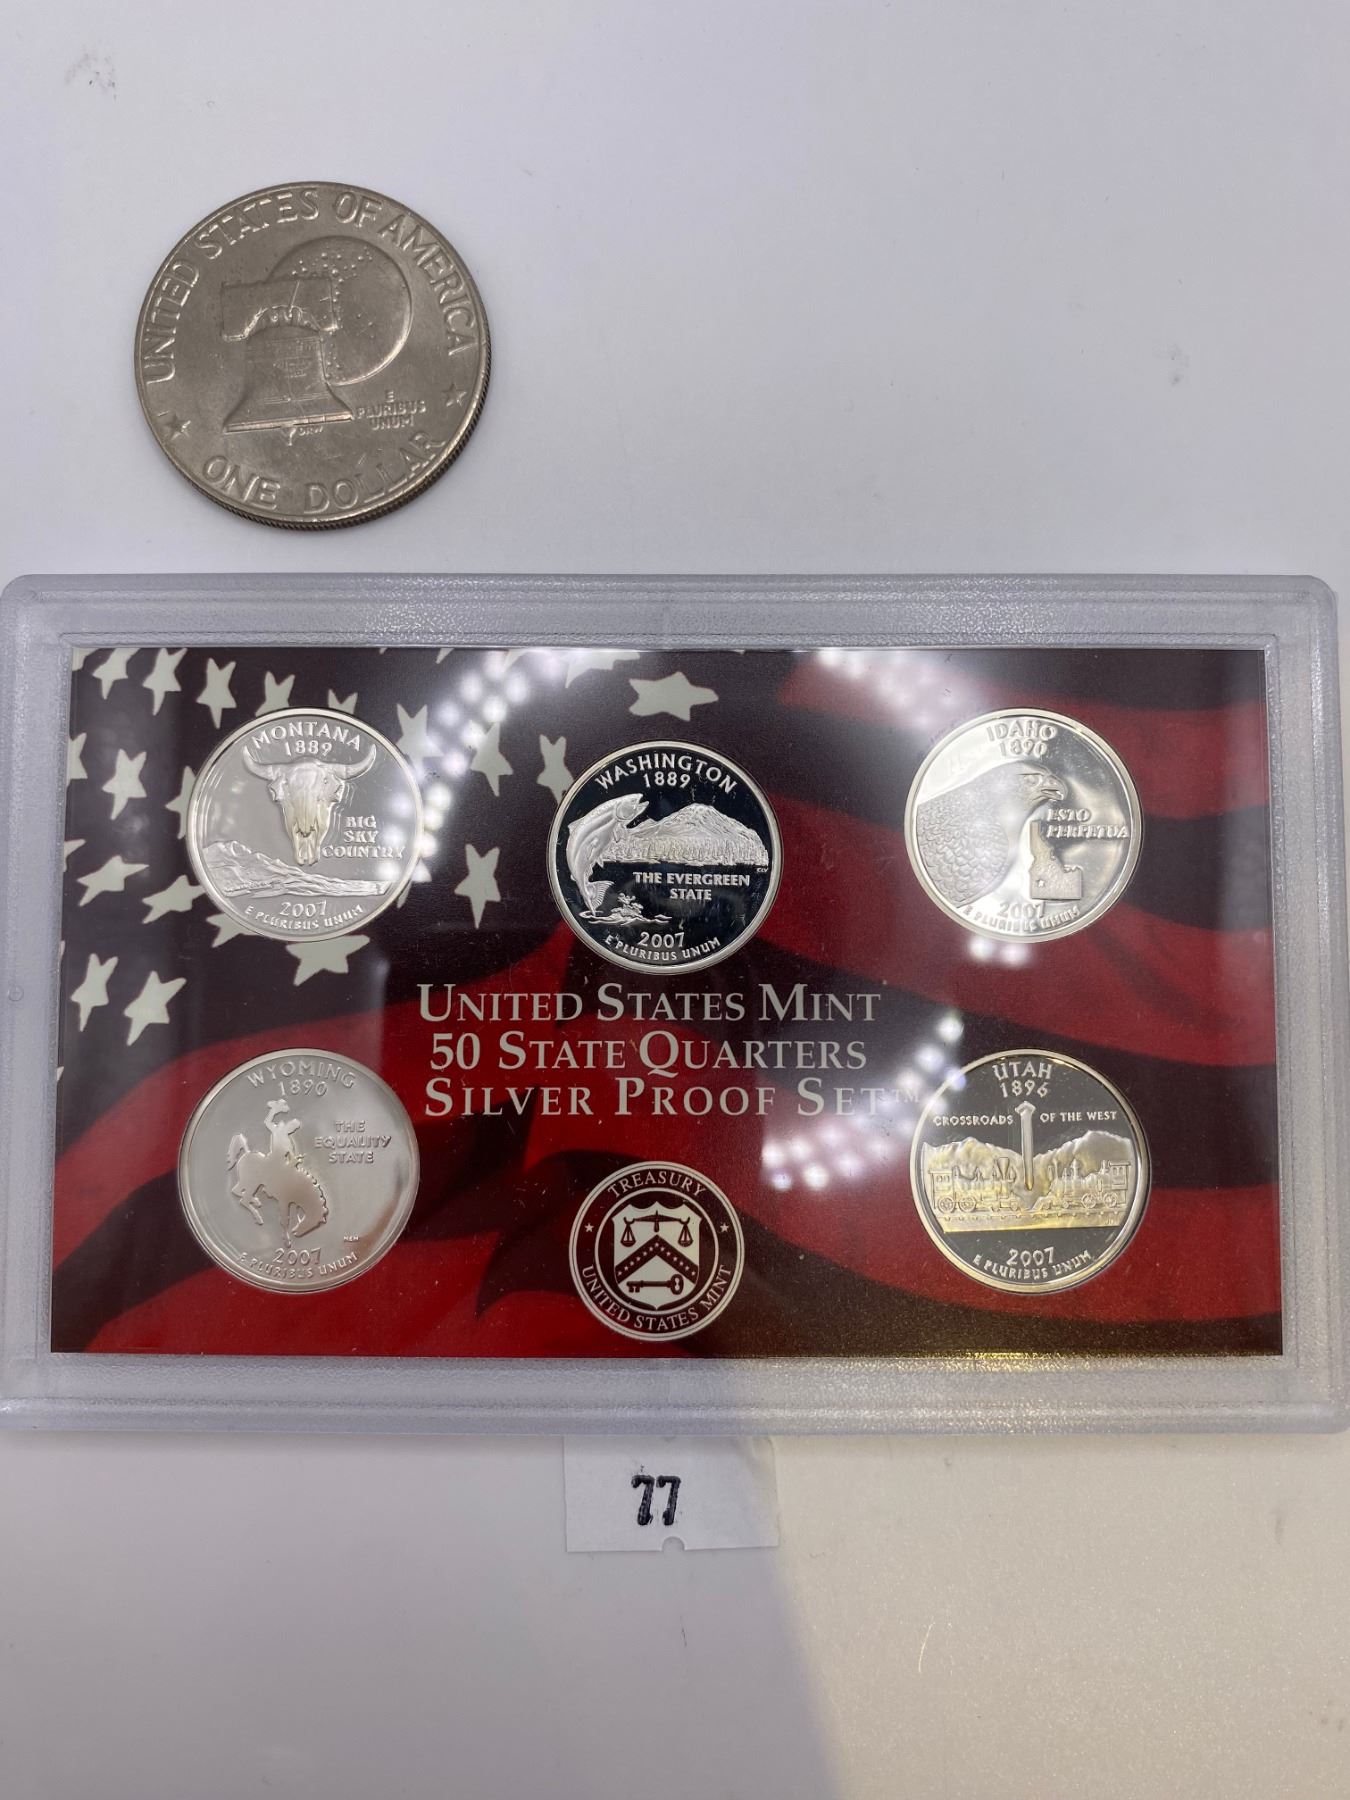 UNITED STATES OF AMERICA
E
PLURIBUS
UNUM
DRW
ONE DOLLAR
MONTANA
1889
BIG
SKY
COUNTRY
2007
E PLURIBUS UNUM
WASHINGTON
1889
THE EVERGREEN
STATE
2007
E PLURIBUS UNUM
IDAHO
1890
ESTO
PERPETUA
2007
E PLURIBUS UNUM
UNITED STATES MINT
50 STATE QUARTERS
SILVER PROOF SET™
WYOMING
1890
THE
EQUALITY
STATE
2007
E PLURIBUS UNUM
TREASURY
UNITED STATES MINT
UTAH
1896
CROSSROADS OF THE WEST
2007
E PLURIBUS UNUM
77